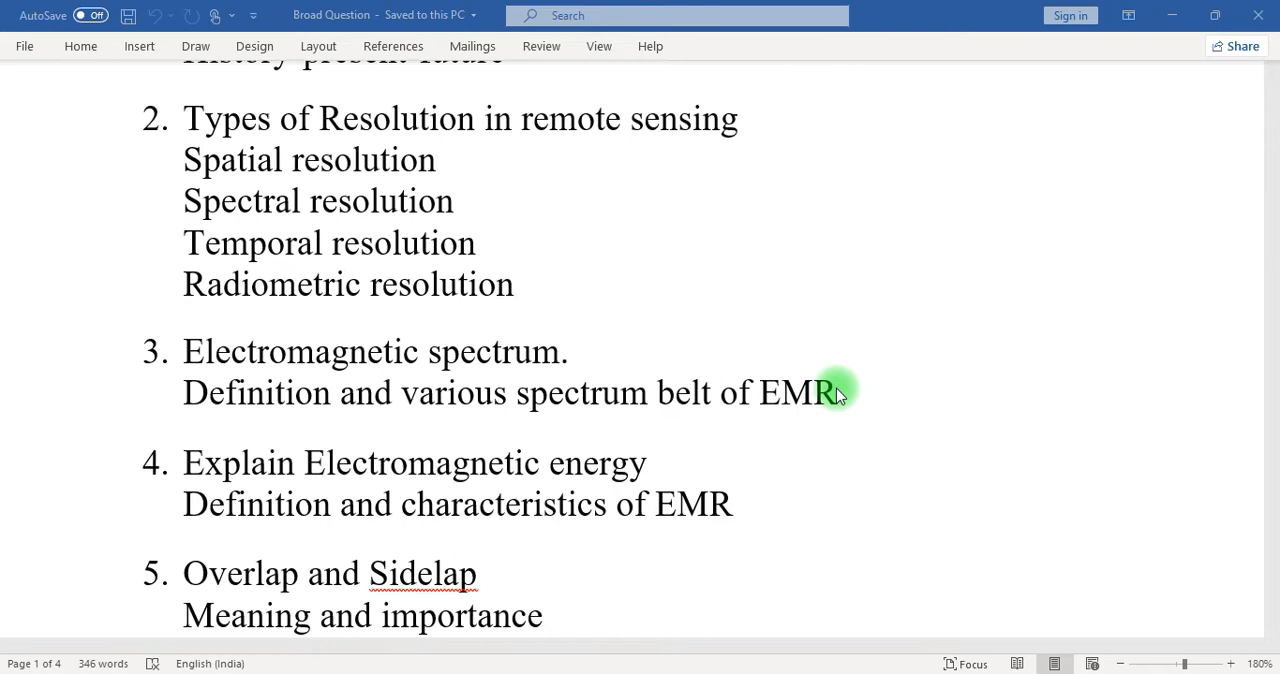 AutoSave Off Broad Question - Saved to this PC Search Sign in
File Home Insert Draw Design Layout References Mailings Review View Help Share
History present future
2. Types of Resolution in remote sensing
Spatial resolution
Spectral resolution
Temporal resolution
Radiometric resolution
3. Electromagnetic spectrum.
Definition and various spectrum belt of EMR
4. Explain Electromagnetic energy
Definition and characteristics of EMR
5. Overlap and Sidelap
Meaning and importance
Page 1 of 4 346 words English (India) Focus 180%